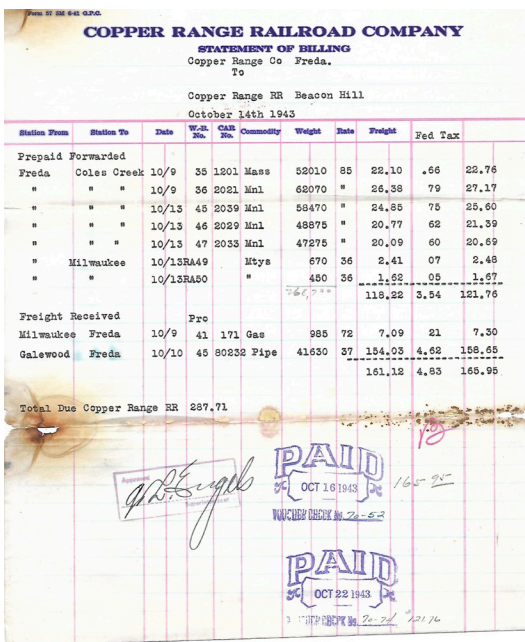 Form 57 5M 8-41 G.P.C.
COPPER RANGE RAILROAD COMPANY
STATEMENT OF BILLING
Copper Range Co Freda.
To
Copper Range RR Beacon Hill
October 14th 1943
Station From Station To Date W.-B. No. CAR No. Commodity Weight Rate Freight Fed Tax
Prepaid Forwarded
Freda Coles Creek 10/9 35 1201 Mass 52010 85 22.10 .66 22.76
" " " 10/9 36 2021 Mnl 62070 " 26.38 79 27.17
" " " 10/13 45 2039 Mnl 58470 " 24.85 75 25.60
" " " 10/13 46 2029 Mnl 48875 " 20.77 62 21.39
" " " 10/13 47 2033 Mnl 47275 " 20.09 60 20.69
" Milwaukee 10/13RA49 Mtys 670 36 2.41 07 2.48
" " 10/13RA50 " 450 36 1.62 05 1.67
118.22 3.54 121.76
Freight Received Pro
Milwaukee Freda 10/9 41 171 Gas 985 72 7.09 21 7.30
Galewood Freda 10/10 45 80232 Pipe 41630 37 154.03 4.62 158.65
161.12 4.83 165.95
Total Due Copper Range RR 287.71
Approved
PAID
OCT 16 1943
165.95
VOUCHER CHECK No. 70-52
PAID
OCT 22 1943
VOUCHER CHECK No. 70-74 $121.76